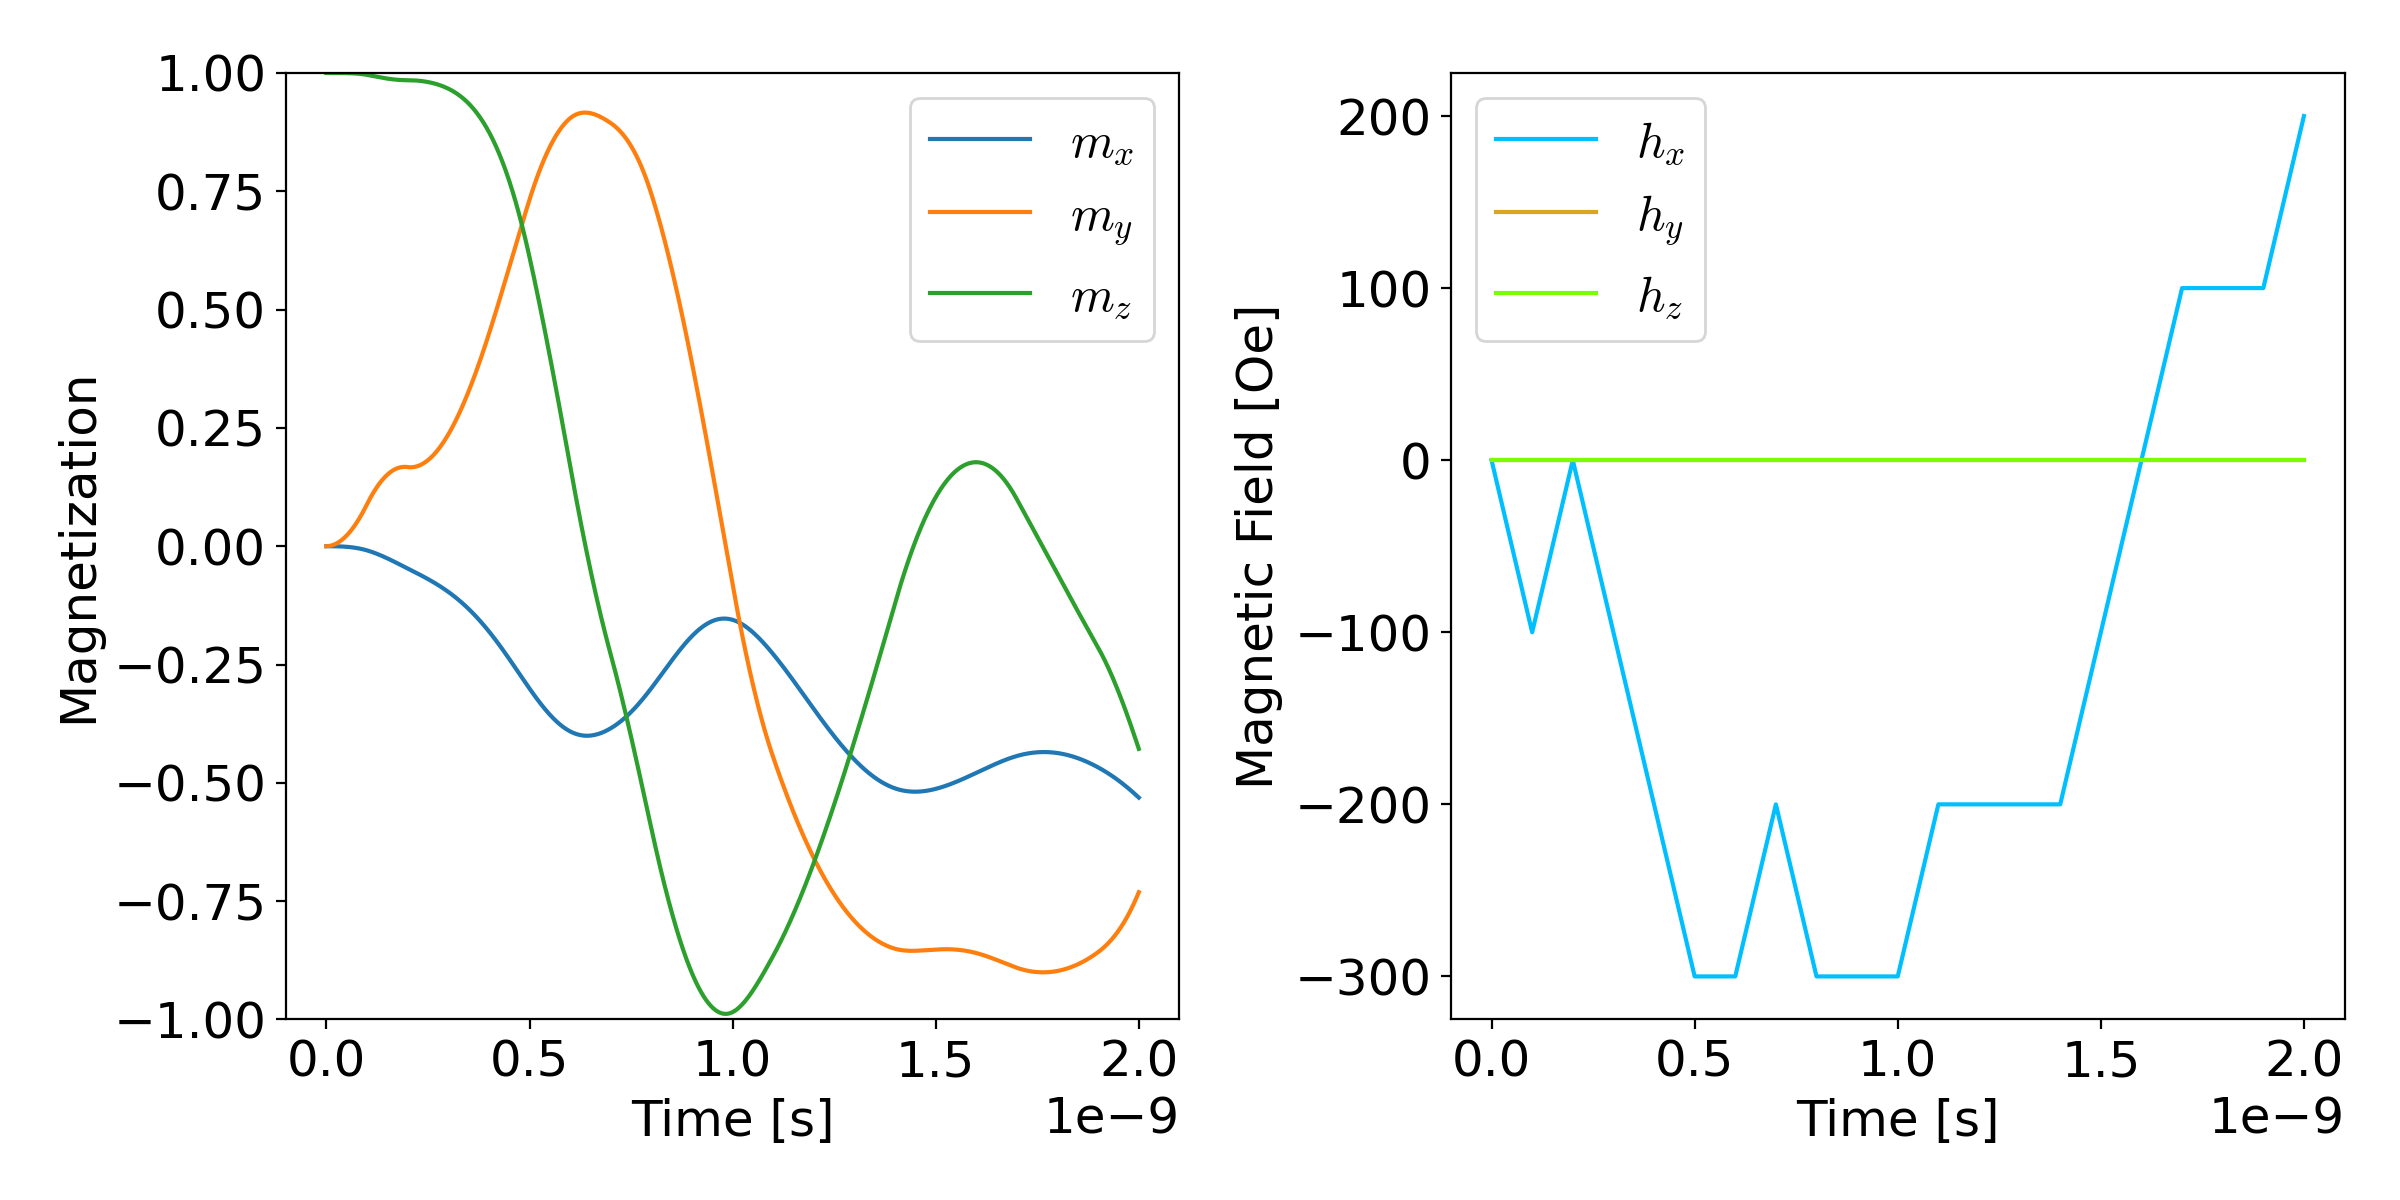 Magnetization
1.00
0.75
0.50
0.25
0.00
−0.25
−0.50
−0.75
−1.00
0.0 0.5 1.0 1.5 2.0
Time [s]
1e−9
m_x
m_y
m_z
Magnetic Field [Oe]
200
100
0
−100
−200
−300
0.0 0.5 1.0 1.5 2.0
Time [s]
1e−9
h_x
h_y
h_z